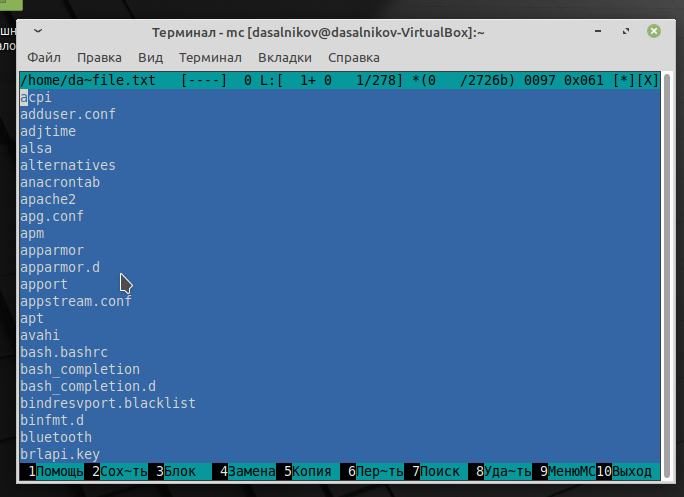 Терминал - mc [dasalnikov@dasalnikov-VirtualBox]:~
Файл Правка Вид Терминал Вкладки Справка
/home/da~file.txt [----] 0 L:[ 1+ 0 1/278] *(0 /2726b) 0097 0x061 [*][X]
acpi
adduser.conf
adjtime
alsa
alternatives
anacrontab
apache2
apg.conf
apm
apparmor
apparmor.d
apport
appstream.conf
apt
avahi
bash.bashrc
bash_completion
bash_completion.d
bindresvport.blacklist
binfmt.d
bluetooth
brlapi.key
1Помощь 2Сох~ть 3Блок 4Замена 5Копия 6Пер~ть 7Поиск 8Уда~ть 9МенюMC 10Выход